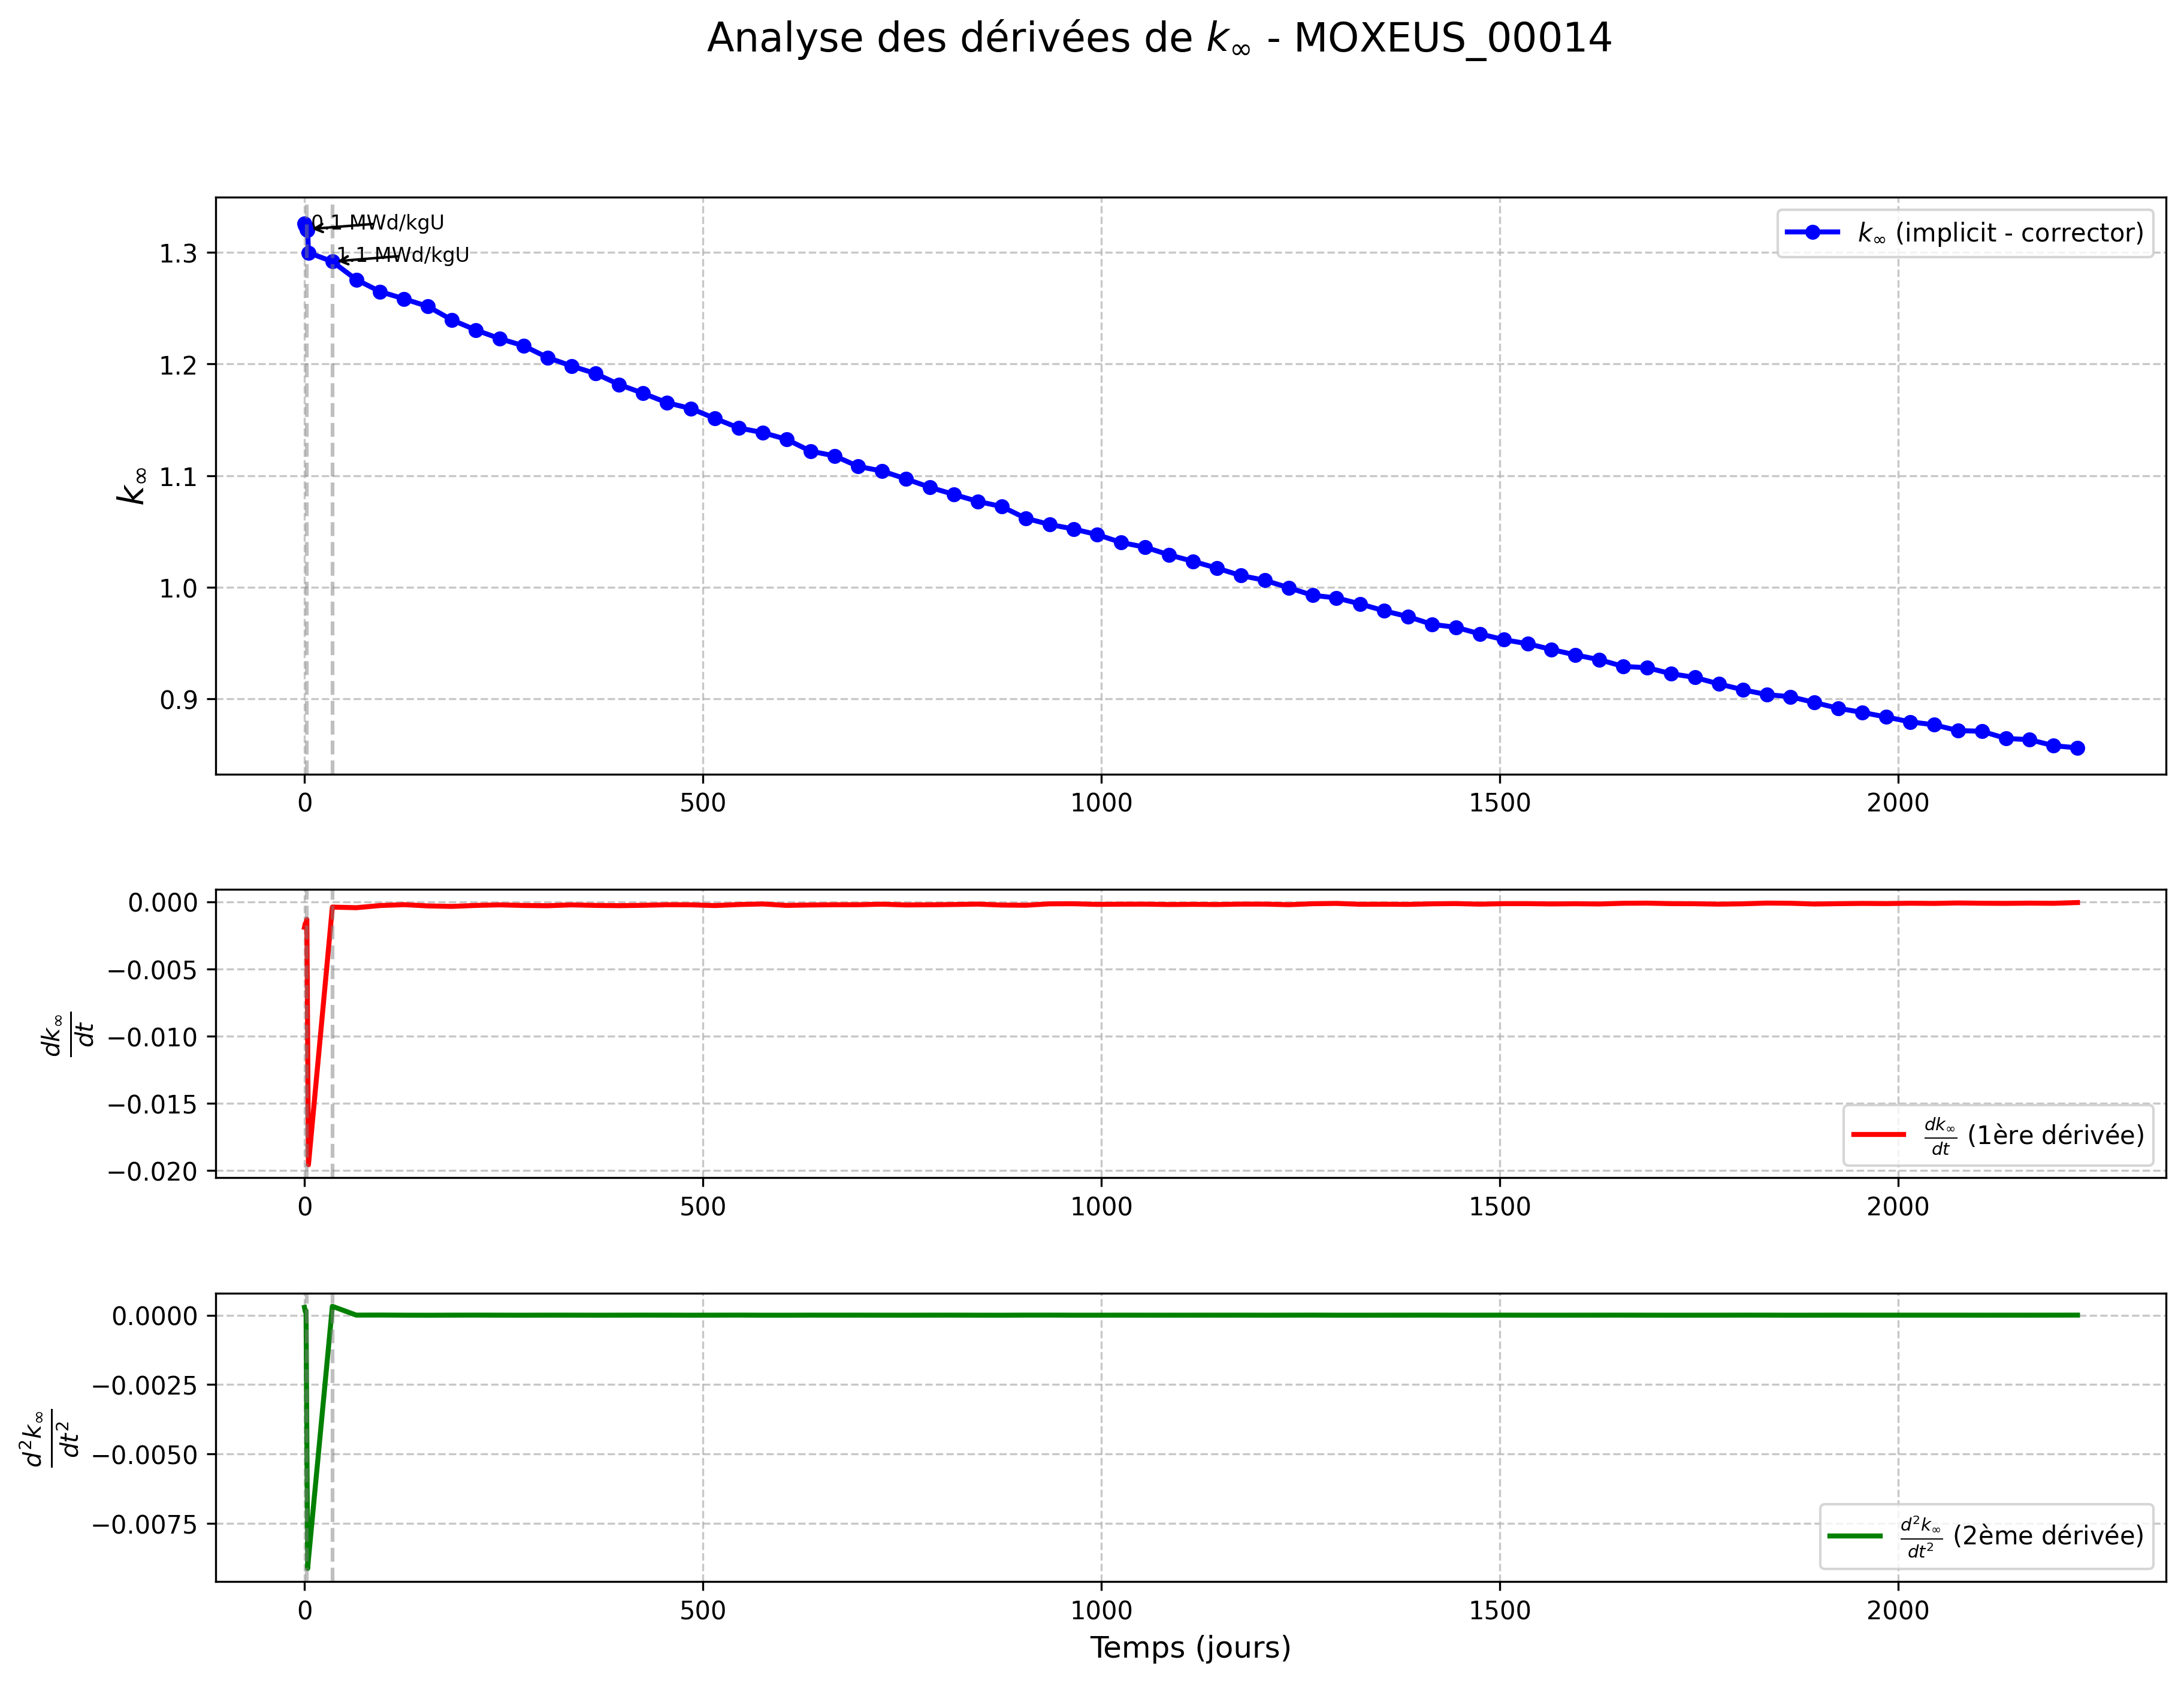 Analyse des dérivées de k∞ - MOXEUS_00014
0.1 MWd/kgU
1.1 MWd/kgU
k∞ (implicit - corrector)
k∞
1.3
1.2
1.1
1.0
0.9
0 500 1000 1500 2000
dk∞/dt
0.000
−0.005
−0.010
−0.015
−0.020
dk∞/dt (1ère dérivée)
0 500 1000 1500 2000
d²k∞/dt²
0.0000
−0.0025
−0.0050
−0.0075
d²k∞/dt² (2ème dérivée)
0 500 1000 1500 2000
Temps (jours)